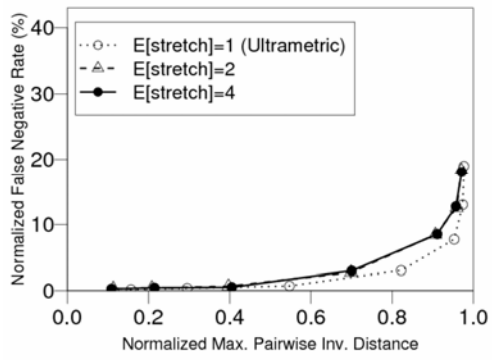 Normalized False Negative Rate (%)
40
30
20
10
0
E[stretch]=1 (Ultrametric)
E[stretch]=2
E[stretch]=4
0.0 0.2 0.4 0.6 0.8 1.0
Normalized Max. Pairwise Inv. Distance